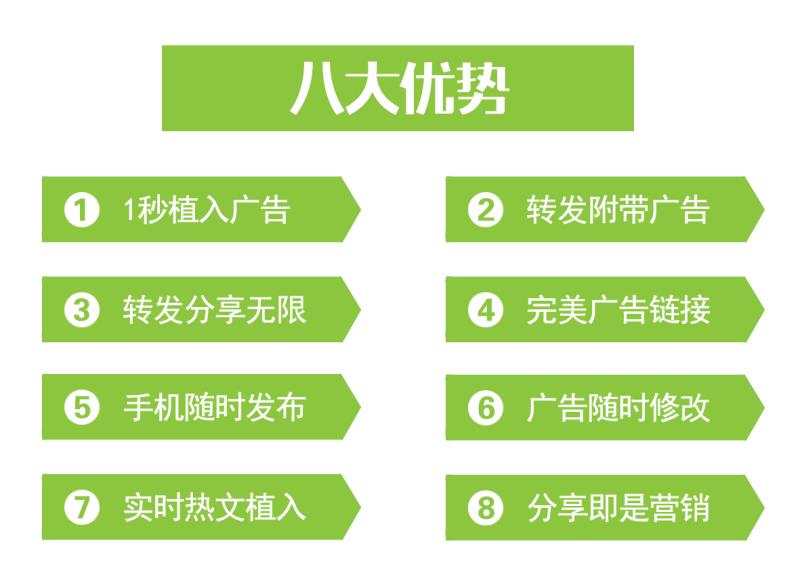 八大优势
1 1秒植入广告
2 转发附带广告
3 转发分享无限
4 完美广告链接
5 手机随时发布
6 广告随时修改
7 实时热文植入
8 分享即是营销